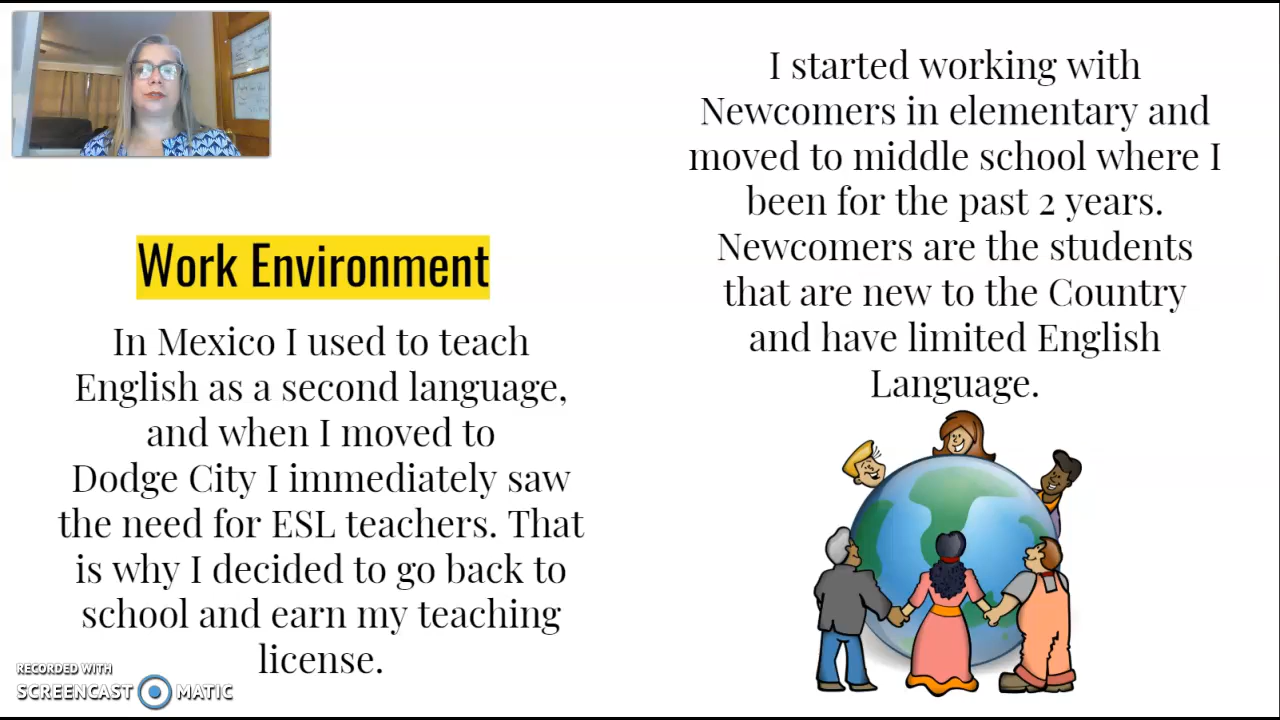 Work Environment
In Mexico I used to teach
English as a second language,
and when I moved to
Dodge City I immediately saw
the need for ESL teachers. That
is why I decided to go back to
school and earn my teaching
license.
I started working with
Newcomers in elementary and
moved to middle school where I
been for the past 2 years.
Newcomers are the students
that are new to the Country
and have limited English
Language.
RECORDED WITH
SCREENCAST MATIC